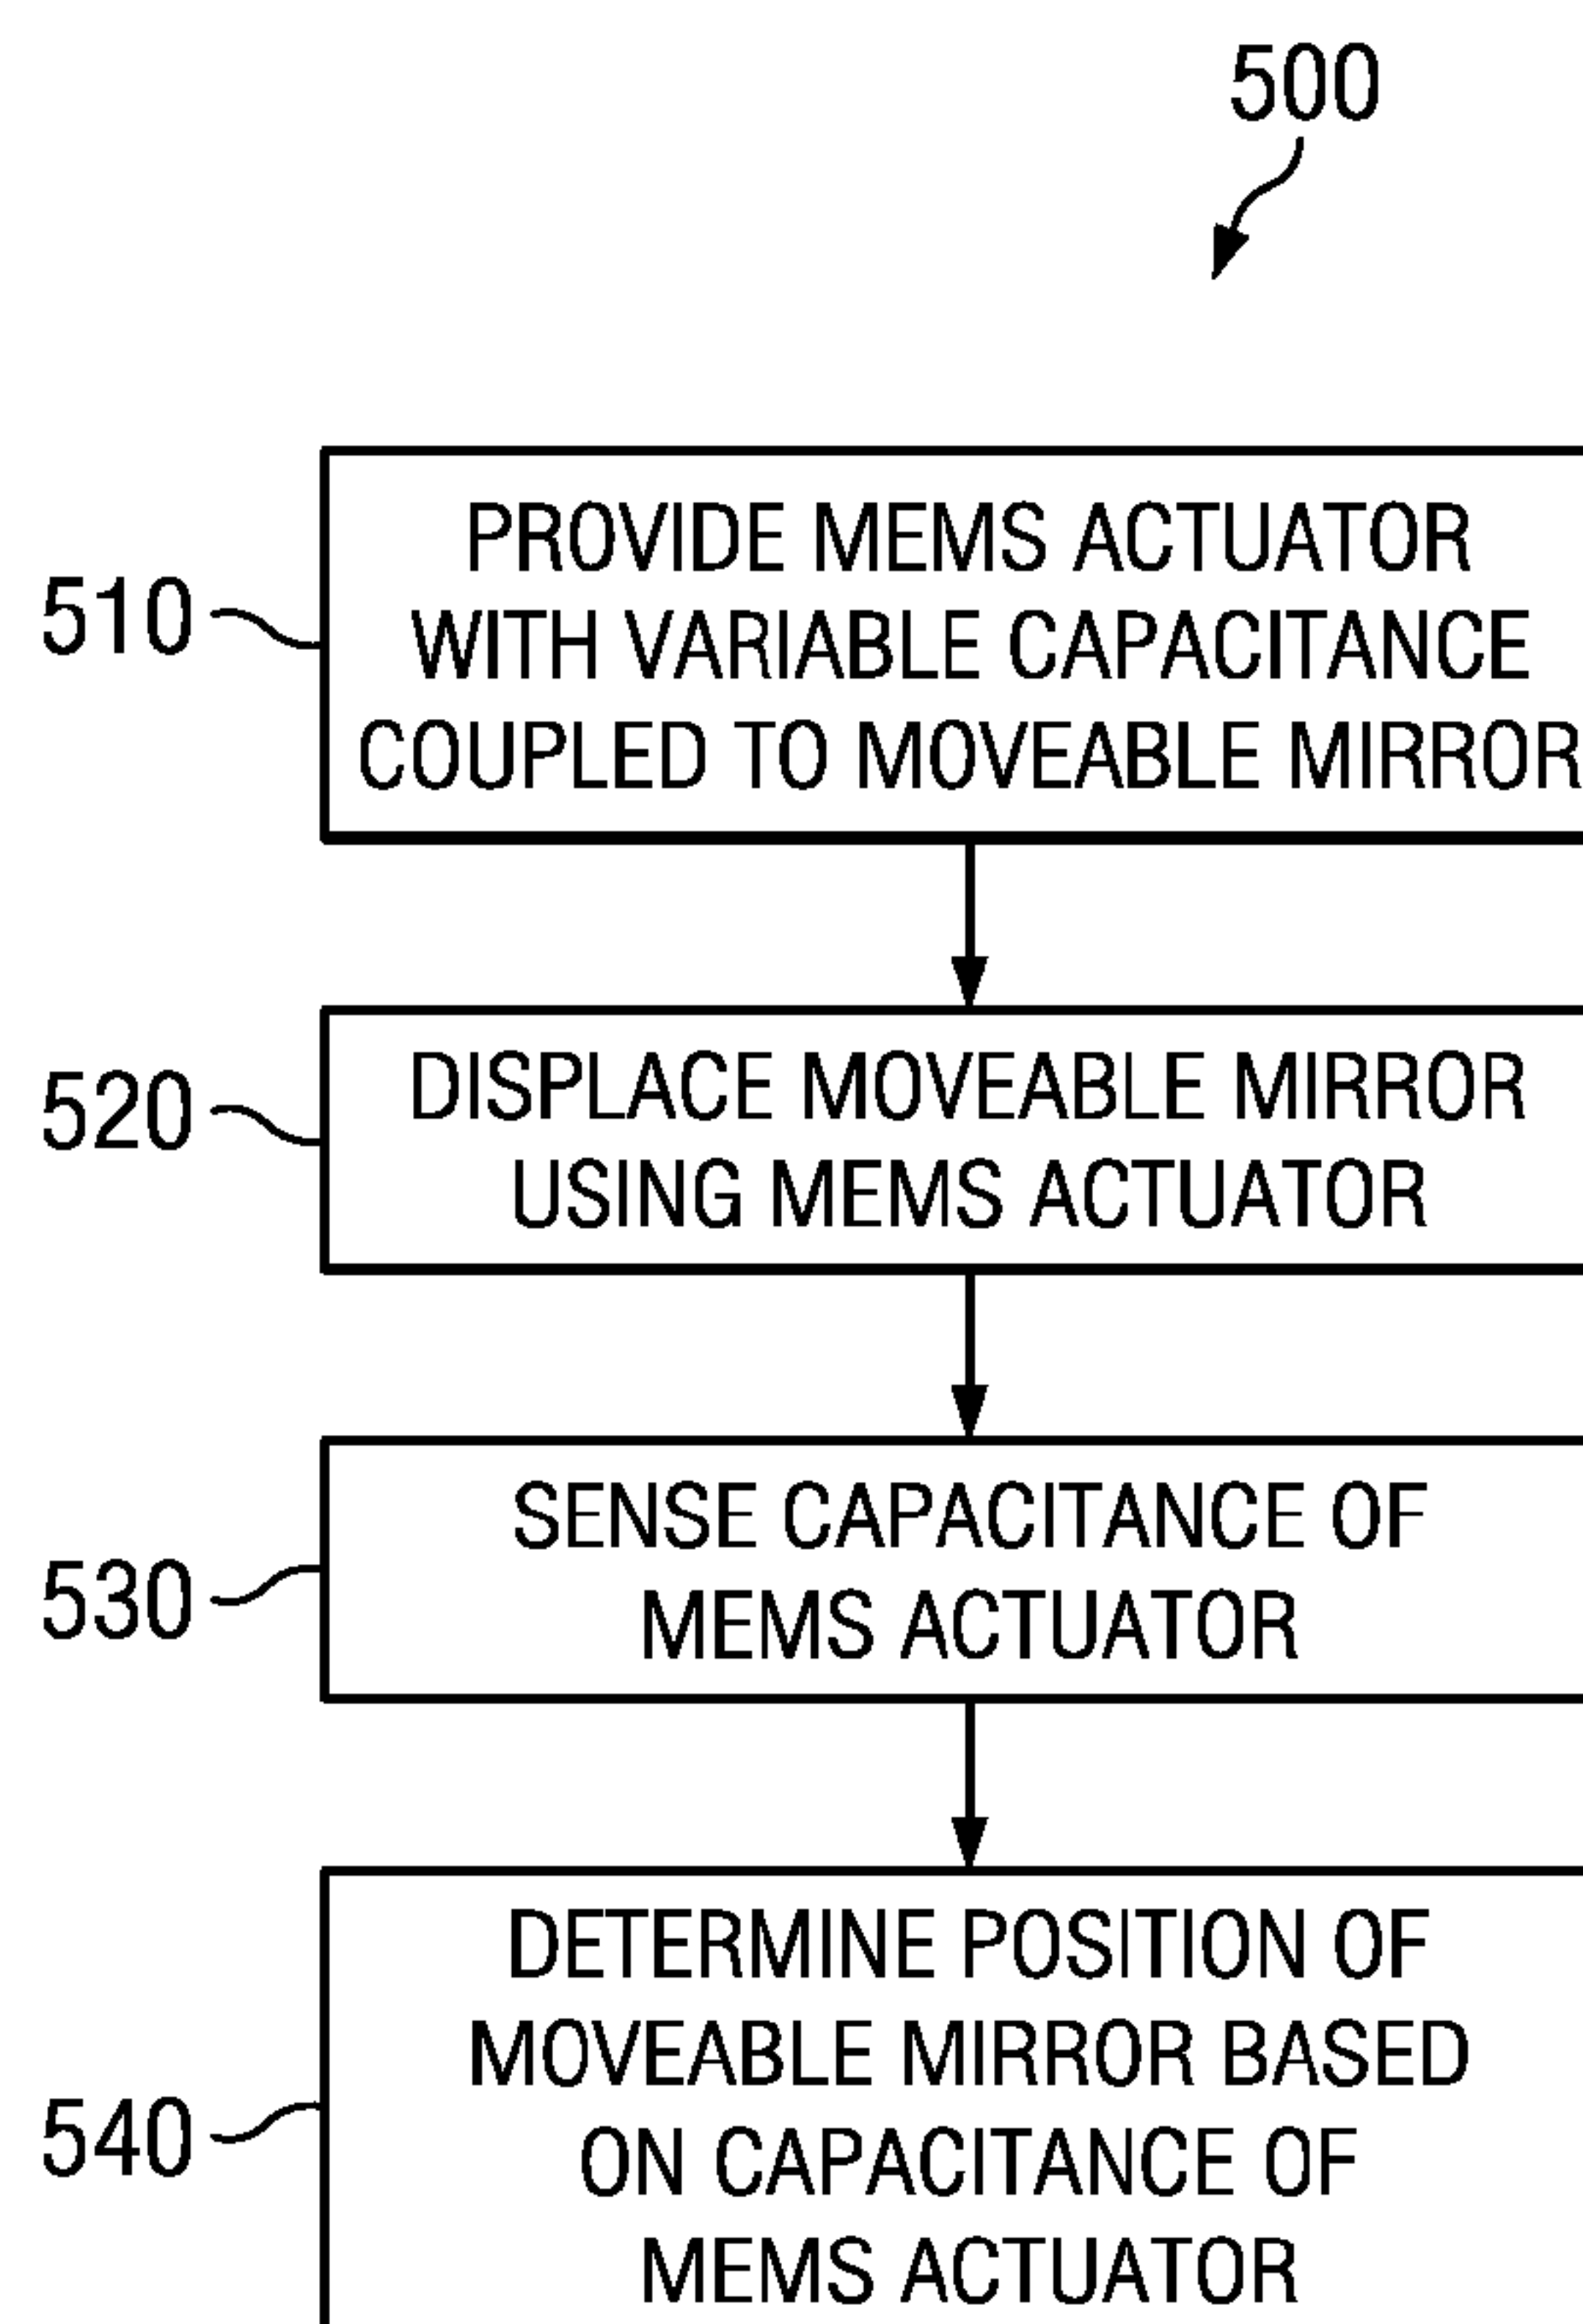 500
510
PROVIDE MEMS ACTUATOR
WITH VARIABLE CAPACITANCE
COUPLED TO MOVEABLE MIRROR
520
DISPLACE MOVEABLE MIRROR
USING MEMS ACTUATOR
530
SENSE CAPACITANCE OF
MEMS ACTUATOR
540
DETERMINE POSITION OF
MOVEABLE MIRROR BASED
ON CAPACITANCE OF
MEMS ACTUATOR